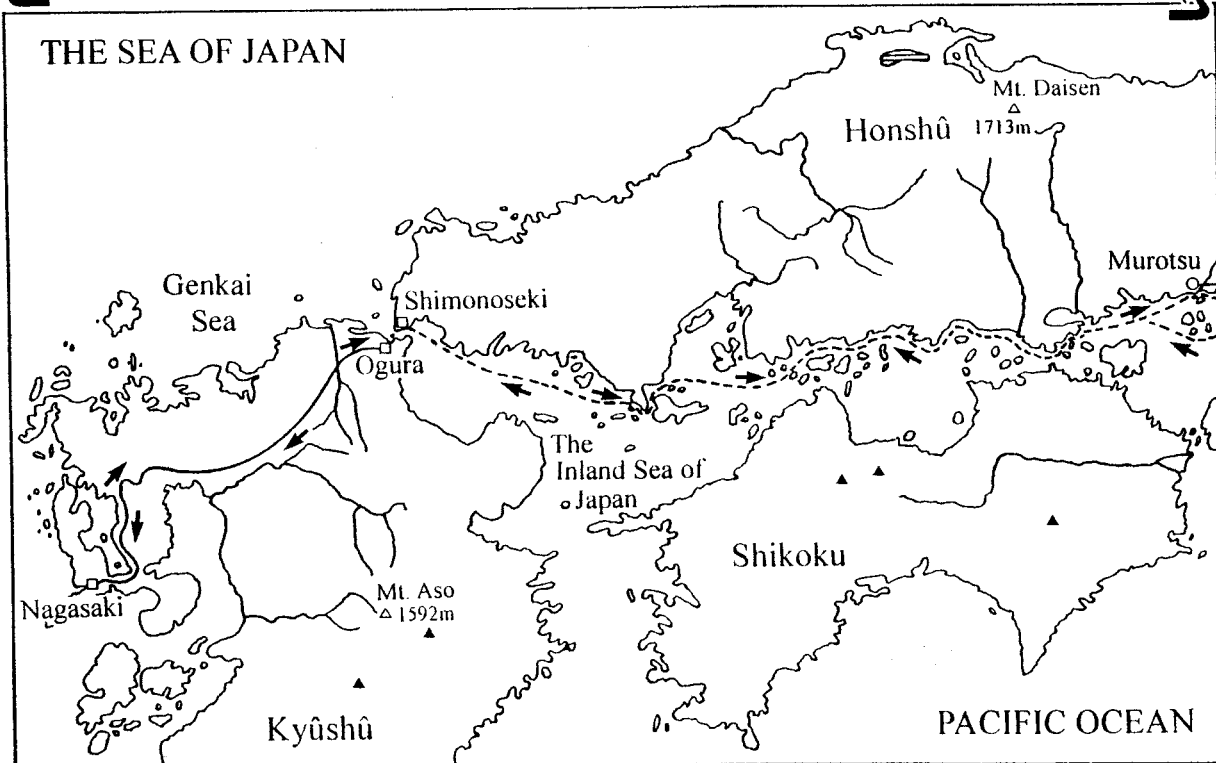 THE SEA OF JAPAN
Mt. Daisen
Honshû
1713m
Murotsu
Genkai
Sea
Shimonoseki
Ogura
The
Inland Sea of
Japan
Shikoku
Nagasaki
Mt. Aso
1592m
Kyûshû
PACIFIC OCEAN